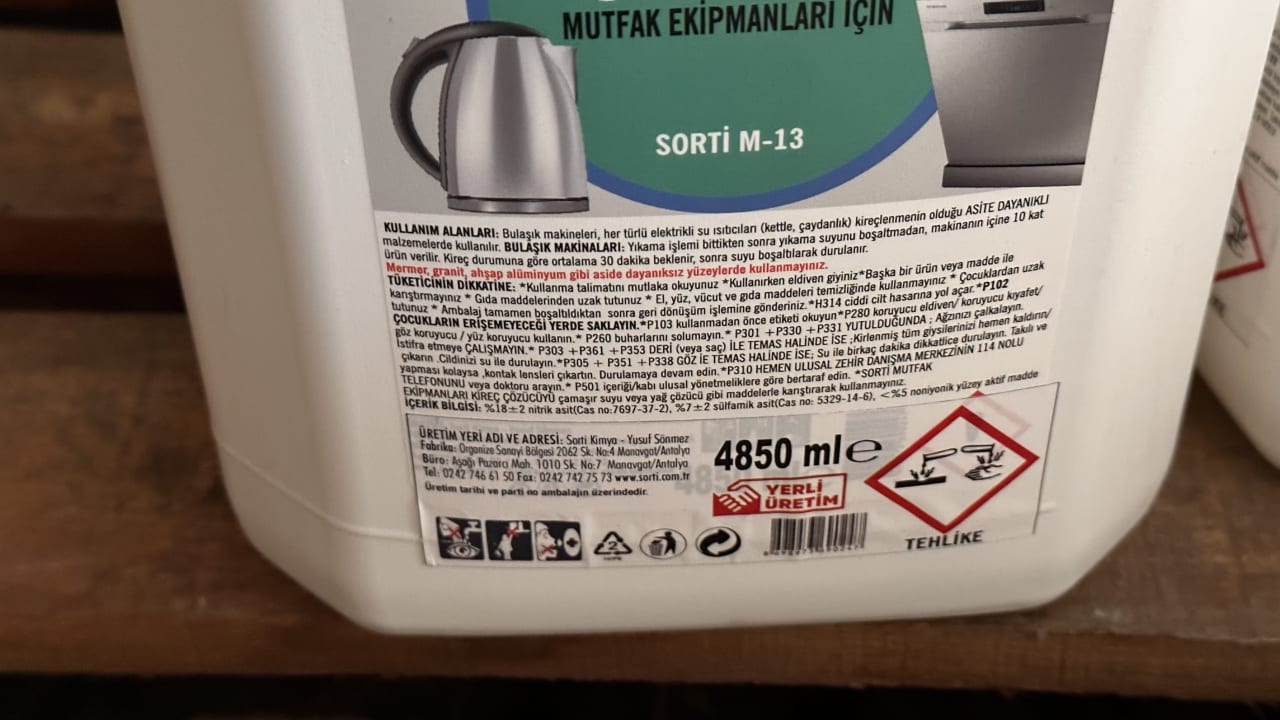 MUTFAK EKİPMANLARI İÇİN
SORTİ M-13
KULLANIM ALANLARI: Bulaşık makineleri, her türlü elektrikli su ısıtıcıları (kettle, çaydanlık) kireçlenmenin olduğu ASİTE DAYANIKLI
malzemelerde kullanılır. BULAŞIK MAKİNALARI: Yıkama işlemi bittikten sonra yıkama suyunu boşaltmadan, makinanın içine 10 kat
ürün verilir. Kireç durumuna göre ortalama 30 dakika beklenir, sonra suyu boşaltılarak durulanır.
Mermer, granit, ahşap alüminyum gibi aside dayanıksız yüzeylerde kullanmayınız.
TÜKETİCİNİN DİKKATİNE: *Kullanma talimatını mutlaka okuyunuz *Kullanırken eldiven giyiniz*Başka bir ürün veya madde ile
karıştırmayınız * Gıda maddelerinden uzak tutunuz * El, yüz, vücut ve gıda maddeleri temizliğinde kullanmayınız * Çocuklardan uzak
tutunuz * Ambalaj tamamen boşaltıldıktan sonra geri dönüşüm işlemine gönderiniz.*H314 ciddi cilt hasarına yol açar.*P102
ÇOCUKLARIN ERİŞEMEYECEĞİ YERDE SAKLAYIN.*P103 kullanmadan önce etiketi okuyun*P280 koruyucu eldiven/ koruyucu kıyafet/
göz koruyucu / yüz koruyucu kullanın.* P260 buharlarını solumayın.* P301 +P330 +P331 YUTULDUĞUNDA ; Ağzınızı çalkalayın.
İstifra etmeye ÇALIŞMAYIN.* P303 +P361 +P353 DERİ (veya saç) İLE TEMAS HALİNDE İSE ;Kirlenmiş tüm giysilerinizi hemen kaldırın/
çıkarın .Cildinizi su ile durulayın.*P305 + P351 +P338 GÖZ İE TEMAS HALİNDE İSE; Su ile birkaç dakika dikkatlice durulayın. Takılı ve
yapması kolaysa ,kontak lensleri çıkartın. Durulamaya devam edin.*P310 HEMEN ULUSAL ZEHİR DANIŞMA MERKEZİNİN 114 NOLU
TELEFONUNU veya doktoru arayın.* P501 içeriği/kabı ulusal yönetmeliklere göre bertaraf edin. *SORTİ MUTFAK
EKİPMANLARI KİREÇ ÇÖZÜCÜYÜ çamaşır suyu veya yağ çözücü gibi maddelerle karıştırarak kullanmayınız.
İÇERİK BİLGİSİ: %18±2 nitrik asit(Cas no:7697-37-2), %7±2 sülfamik asit(Cas no: 5329-14-6), <%5 noniyonik yüzey aktif madde
ÜRETİM YERİ ADI VE ADRESİ: Sorti Kimya - Yusuf Sönmez
Fabrika: Organize Sanayi Bölgesi 2062 Sk. No:4 Manavgat/Antalya
Büro: Aşağı Pazarcı Mah. 1010 Sk. No:7 Manavgat/Antalya
Tel: 0242 746 61 50 Fax: 0242 742 75 73 www.sorti.com.tr
Üretim tarihi ve parti no ambalajın üzerindedir.
4850 ml e
YERLİ
ÜRETİM
2
TEHLİKE